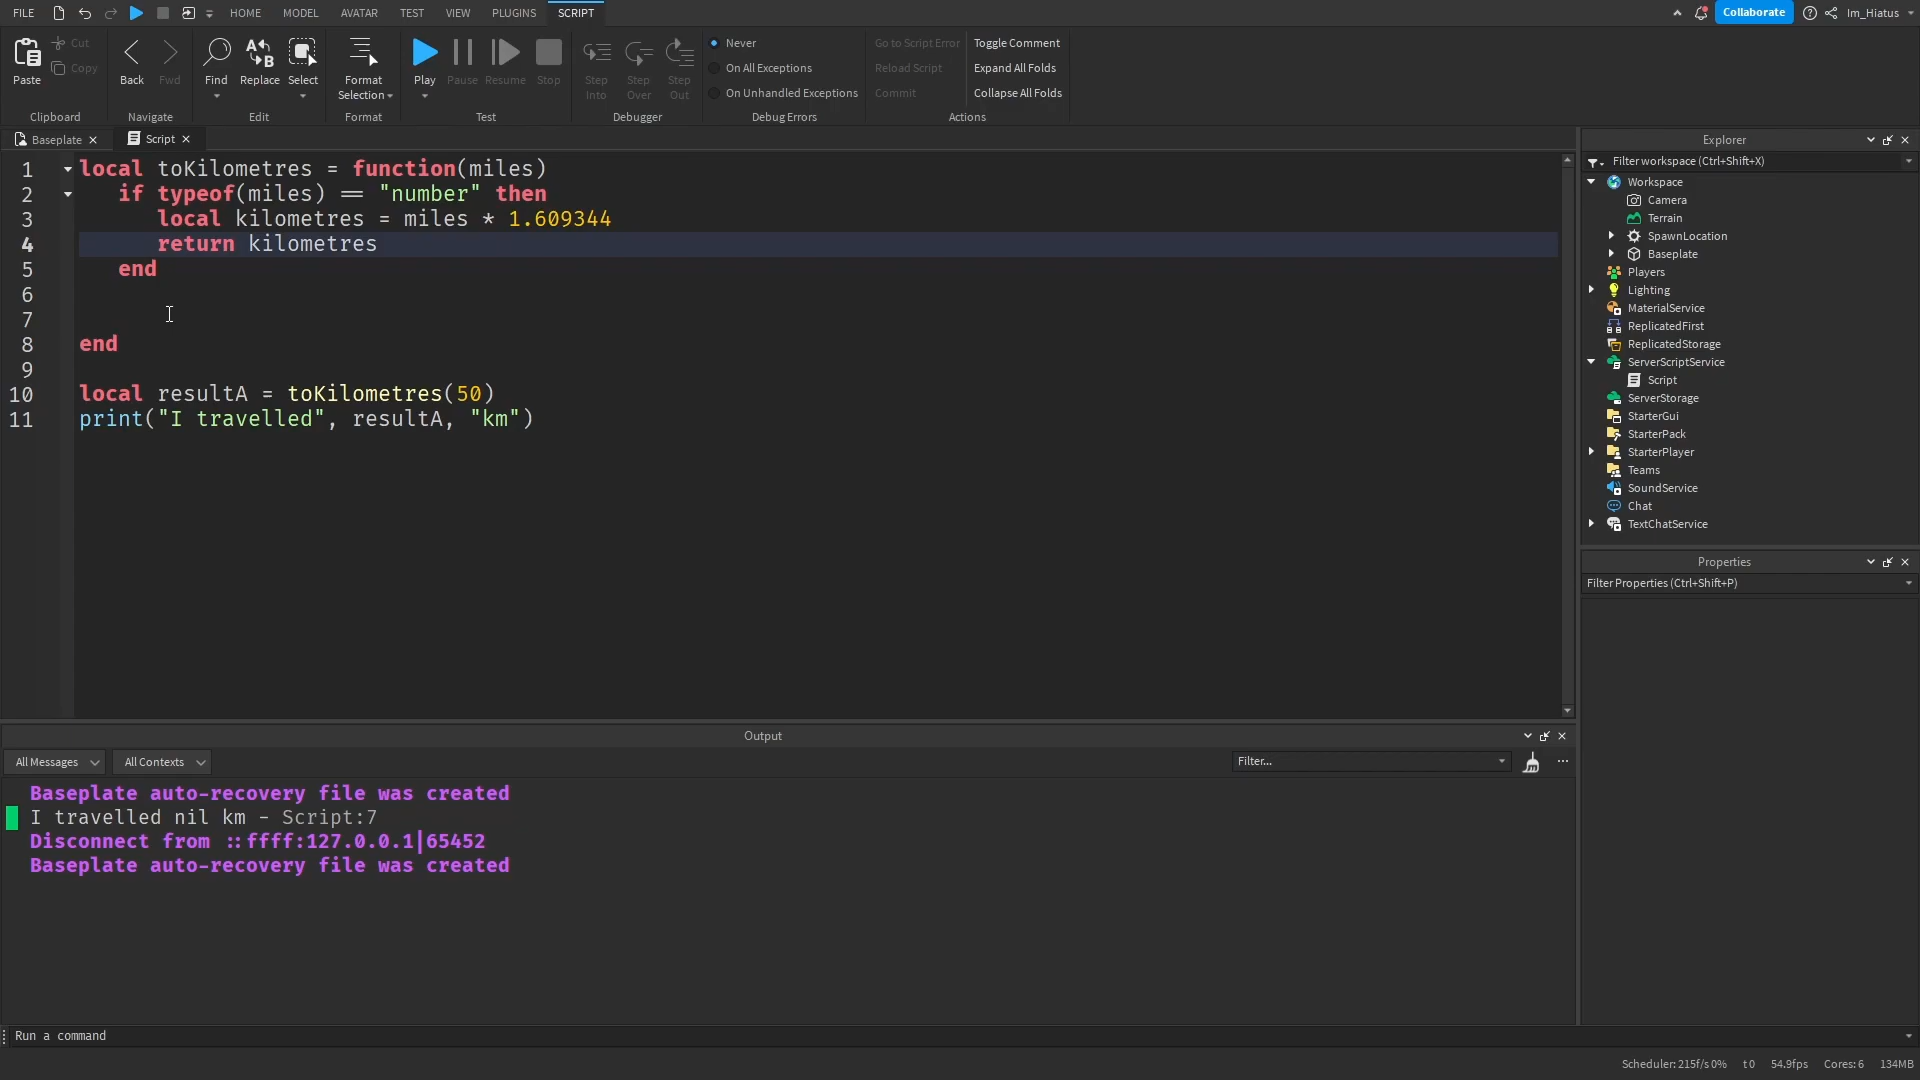 FILE HOME MODEL AVATAR TEST VIEW PLUGINS SCRIPT Collaborate Im_Hiatus
Paste Cut Copy
Clipboard
Back Fwd
Navigate
Find Replace Select
Edit
Format
Selection
Format
Play Pause Resume Stop
Test
Step Into Step Over Step Out
Debugger
Never
On All Exceptions
On Unhandled Exceptions
Debug Errors
Go to Script Error Toggle Comment
Reload Script Expand All Folds
Commit Collapse All Folds
Actions
Baseplate Script
1 local toKilometres = function(miles)
2 if typeof(miles) == "number" then
3 local kilometres = miles * 1.609344
4 return kilometres
5 end
6
7
8 end
9
10 local resultA = toKilometres(50)
11 print("I travelled", resultA, "km")
Explorer
Filter workspace (Ctrl+Shift+X)
Workspace
Camera
Terrain
SpawnLocation
Baseplate
Players
Lighting
MaterialService
ReplicatedFirst
ReplicatedStorage
ServerScriptService
Script
ServerStorage
StarterGui
StarterPack
StarterPlayer
Teams
SoundService
Chat
TextChatService
Properties
Filter Properties (Ctrl+Shift+P)
Output
All Messages All Contexts Filter...
Baseplate auto-recovery file was created
I travelled nil km - Script:7
Disconnect from ::ffff:127.0.0.1|65452
Baseplate auto-recovery file was created
Run a command
Scheduler: 215f/s 0% t 0 54.9fps Cores: 6 134MB